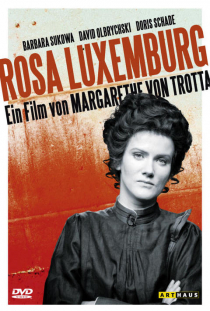 BARBARA SUKOWA DAVID OLBRYCHSKI DORIS SCHADE
ROSA LUXEMBURG
Ein Film von MARGARETHE VON TROTTA
DVD
ARTHAUS